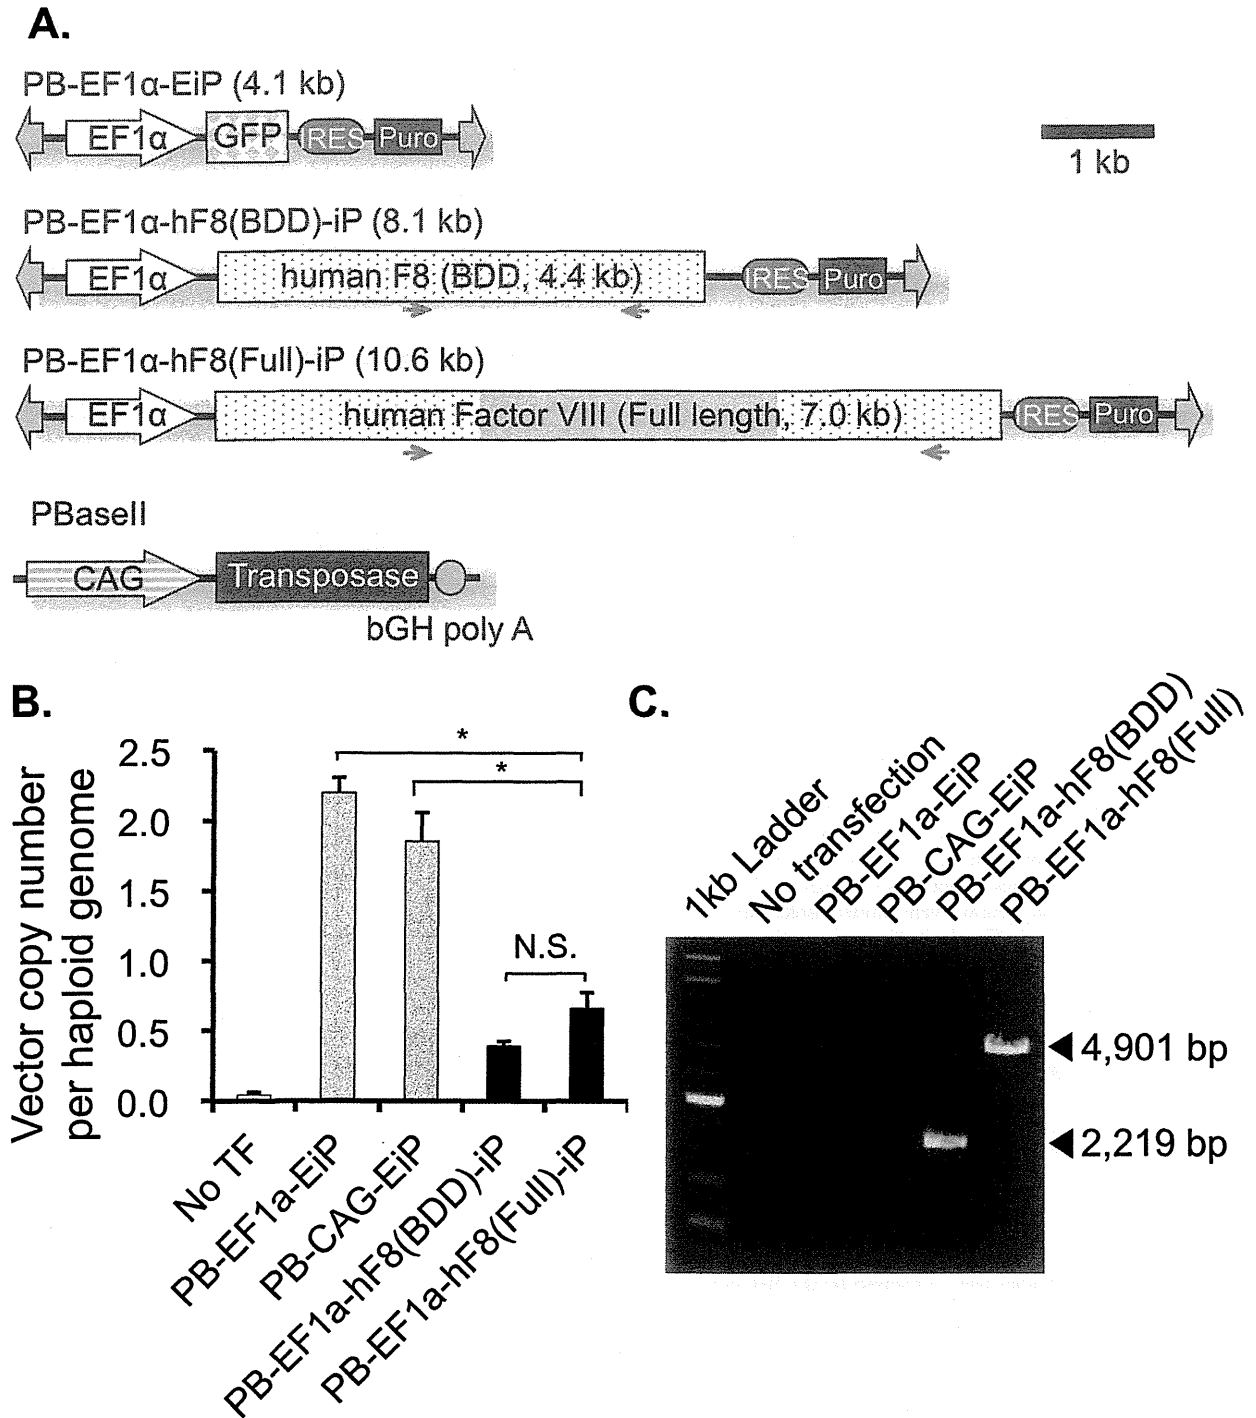 A.
PB-EF1α-EiP (4.1 kb)
EF1α GFP IRES Puro
1 kb
PB-EF1α-hF8(BDD)-iP (8.1 kb)
EF1α human F8 (BDD, 4.4 kb) IRES Puro
PB-EF1α-hF8(Full)-iP (10.6 kb)
EF1α human Factor VIII (Full length, 7.0 kb) IRES Puro
PBaseII
CAG Transposase
bGH poly A
B.
Vector copy number
per haploid genome
2.5
2.0
1.5
1.0
0.5
0.0
*
*
N.S.
No TF
PB-EF1a-EiP
PB-CAG-EiP
PB-EF1a-hF8(BDD)-iP
PB-EF1a-hF8(Full)-iP
C.
1kb Ladder
No transfection
PB-EF1a-EiP
PB-CAG-EiP
PB-EF1a-hF8(BDD)
PB-EF1a-hF8(Full)
4,901 bp
2,219 bp